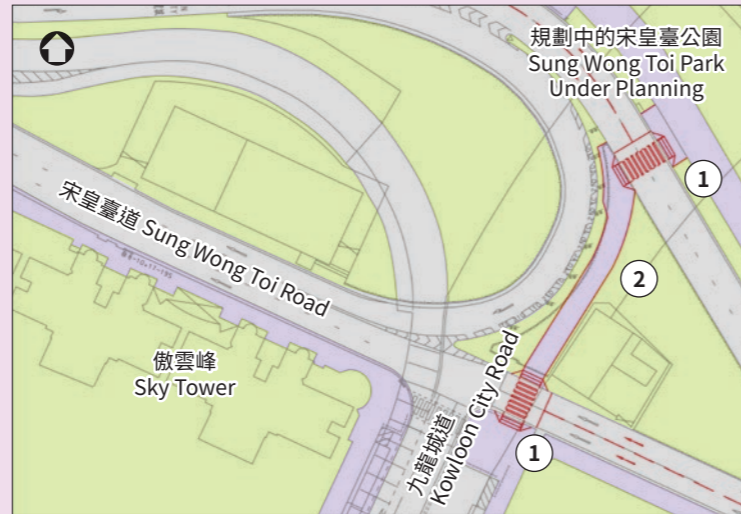 規劃中的宋皇臺公園
Sung Wong Toi Park
Under Planning
1
2
宋皇臺道 Sung Wong Toi Road
傲雲峰
Sky Tower
九龍城道
Kowloon City Road
1